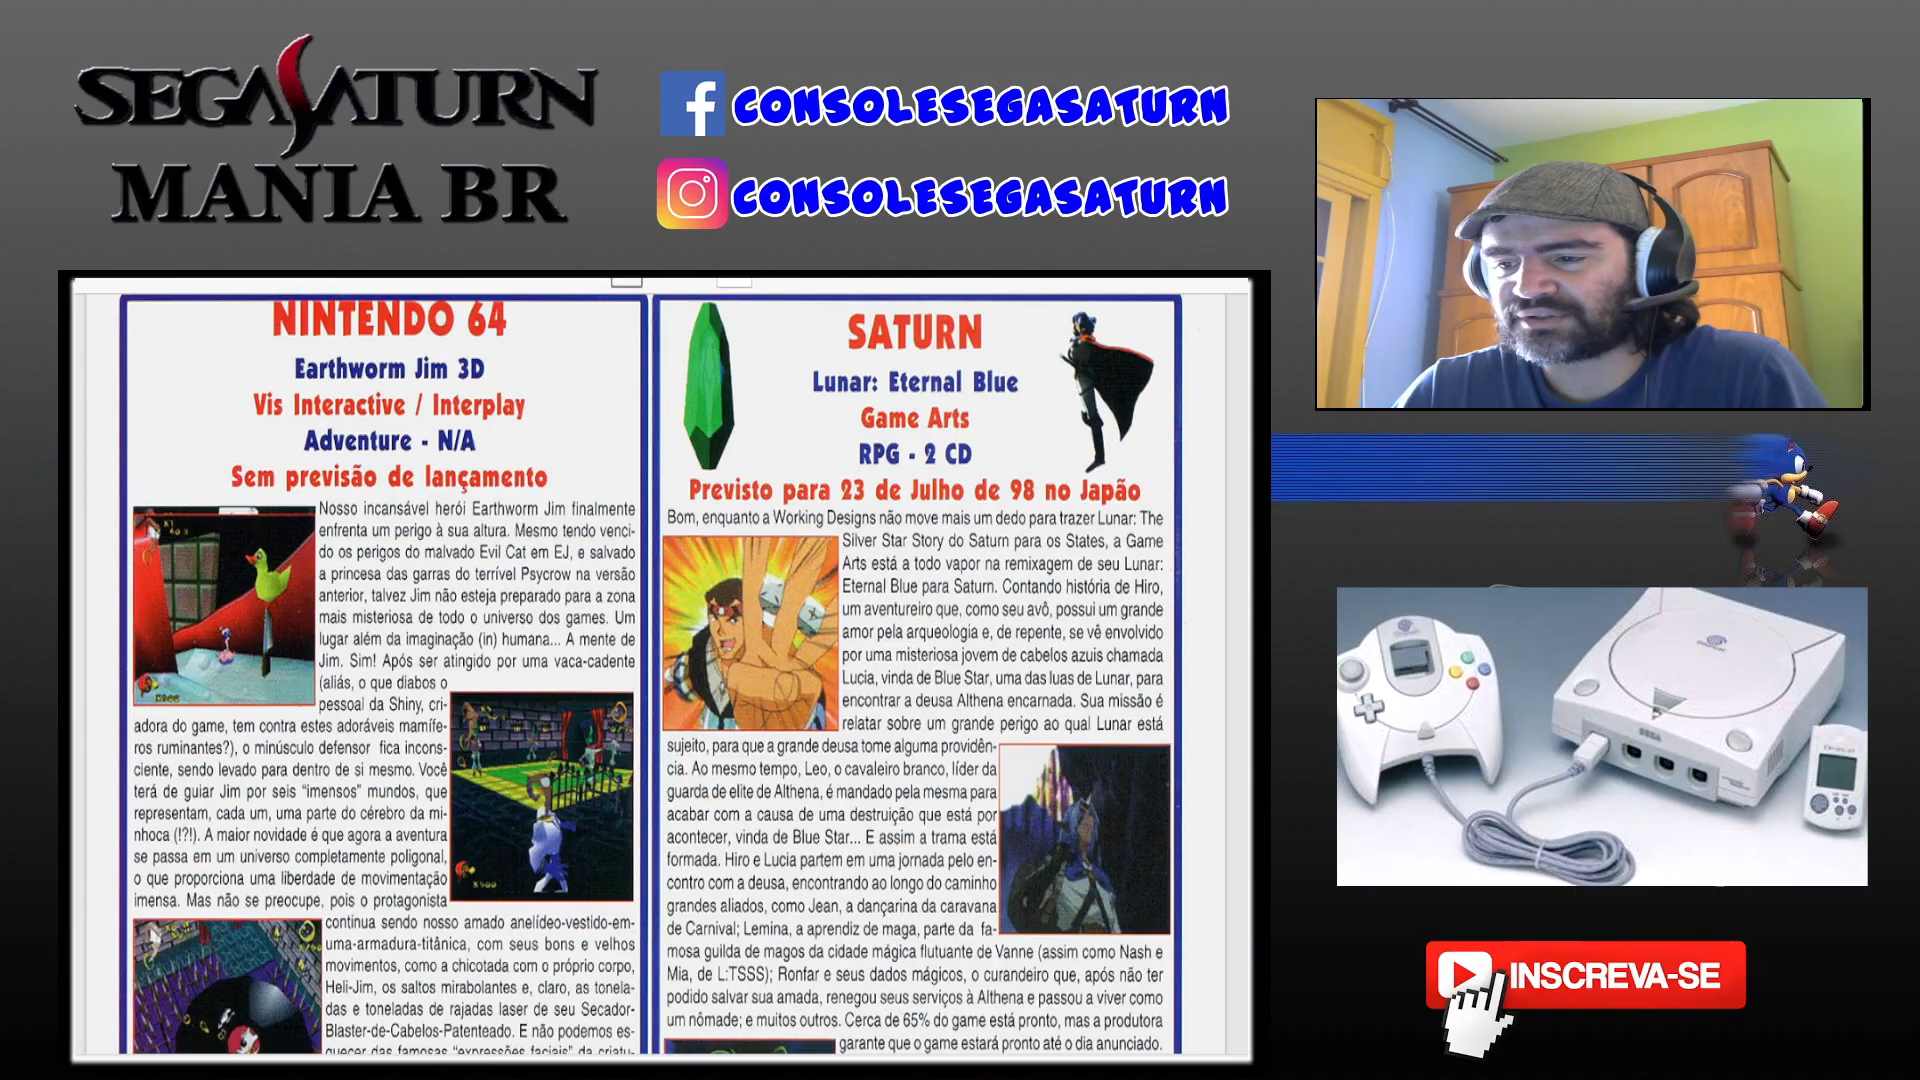 SEGA SATURN
MANIA BR
CONSOLESEGASATURN
CONSOLESEGASATURN
NINTENDO 64
Earthworm Jim 3D
Vis Interactive / Interplay
Adventure - N/A
Sem previsão de lançamento
Nosso incansável herói Earthworm Jim finalmente
enfrenta um perigo à sua altura. Mesmo tendo venci-
do os perigos do malvado Evil Cat em EJ, e salvado
a princesa das garras do terrível Psycrow na versão
anterior, talvez Jim não esteja preparado para a zona
mais misteriosa de todo o universo dos games. Um
lugar além da imaginação (in) humana... A mente de
Jim. Sim! Após ser atingido por uma vaca-cadente
(aliás, o que diabos o
pessoal da Shiny, cri-
adora do game, tem contra estes adoráveis mamífe-
ros ruminantes?), o minúsculo defensor fica incons-
ciente, sendo levado para dentro de si mesmo. Você
terá de guiar Jim por seis “imensos” mundos, que
representam, cada um, uma parte do cérebro da mi-
nhoca (!?!). A maior novidade é que agora a aventura
se passa em um universo completamente poligonal,
o que proporciona uma liberdade de movimentação
imensa. Mas não se preocupe, pois o protagonista
continua sendo nosso amado anelídeo-vestido-em-
uma-armadura-titânica, com seus bons e velhos
movimentos, como a chicotada com o próprio corpo,
Heli-Jim, os saltos mirabolantes e, claro, as tonela-
das e toneladas de rajadas laser de seu Secador-
Blaster-de-Cabelos-Patenteado. E não podemos es-
quecer das famosas “expressões faciais” da criatu-
SATURN
Lunar: Eternal Blue
Game Arts
RPG - 2 CD
Previsto para 23 de Julho de 98 no Japão
Bom, enquanto a Working Designs não move mais um dedo para trazer Lunar: The
Silver Star Story do Saturn para os States, a Game
Arts está a todo vapor na remixagem de seu Lunar:
Eternal Blue para Saturn. Contando história de Hiro,
um aventureiro que, como seu avô, possui um grande
amor pela arqueologia e, de repente, se vê envolvido
por uma misteriosa jovem de cabelos azuis chamada
Lucia, vinda de Blue Star, uma das luas de Lunar, para
encontrar a deusa Althena encarnada. Sua missão é
relatar sobre um grande perigo ao qual Lunar está
sujeito, para que a grande deusa tome alguma providên-
cia. Ao mesmo tempo, Leo, o cavaleiro branco, líder da
guarda de elite de Althena, é mandado pela mesma para
acabar com a causa de uma destruição que está por
acontecer, vinda de Blue Star... E assim a trama está
formada. Hiro e Lucia partem em uma jornada pelo en-
contro com a deusa, encontrando ao longo do caminho
grandes aliados, como Jean, a dançarina da caravana
de Carnival; Lemina, a aprendiz de maga, parte da fa-
mosa guilda de magos da cidade mágica flutuante de Vanne (assim como Nash e
Mia, de L:TSSS); Ronfar e seus dados mágicos, o curandeiro que, após não ter
podido salvar sua amada, renegou seus serviços à Althena e passou a viver como
um nômade; e muitos outros. Cerca de 65% do game está pronto, mas a produtora
garante que o game estará pronto até o dia anunciado.
INSCREVA-SE